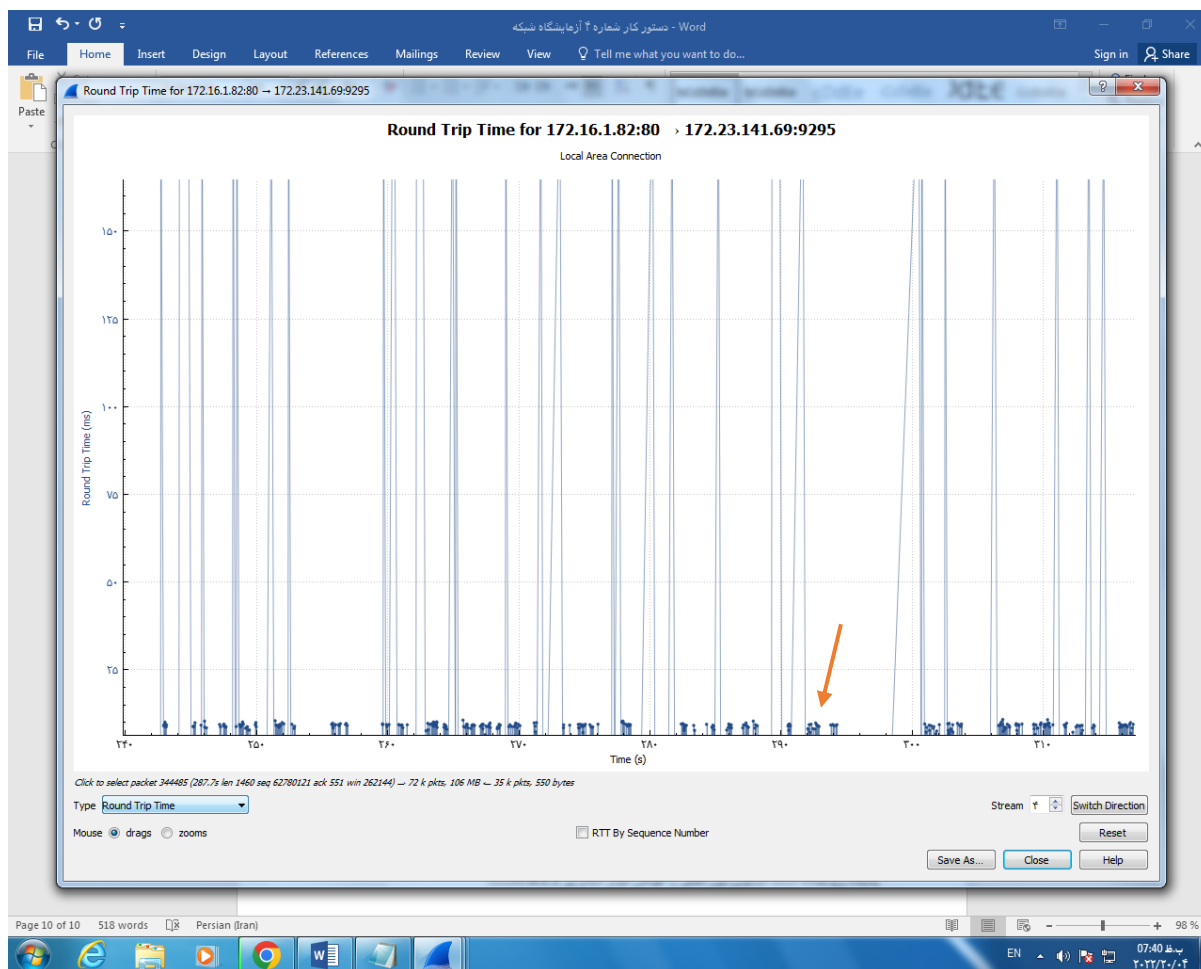 دستور کار شماره ۴ آزمایشگاه شبکه - Word
File Home Insert Design Layout References Mailings Review View Tell me what you want to do... Sign in Share
Paste
Round Trip Time for 172.16.1.82:80 → 172.23.141.69:9295
Round Trip Time for 172.16.1.82:80 → 172.23.141.69:9295
Local Area Connection
۱۵۰
۱۲۵
۱۰۰
۷۵
۵۰
۲۵
Round Trip Time (ms)
۲۴۰ ۲۵۰ ۲۶۰ ۲۷۰ ۲۸۰ ۲۹۰ ۳۰۰ ۳۱۰
Time (s)
Click to select packet 344485 (287.7s len 1460 seq 62780121 ack 551 win 262144) → 72 k pkts, 106 MB ← 35 k pkts, 550 bytes
Type Round Trip Time Stream ۴ Switch Direction
Mouse drags zooms RTT By Sequence Number Reset
Save As... Close Help
Page 10 of 10 518 words Persian (Iran) 98 %
EN 07:40 ب.ظ
۲۰۲۲/۲۰/۰۴